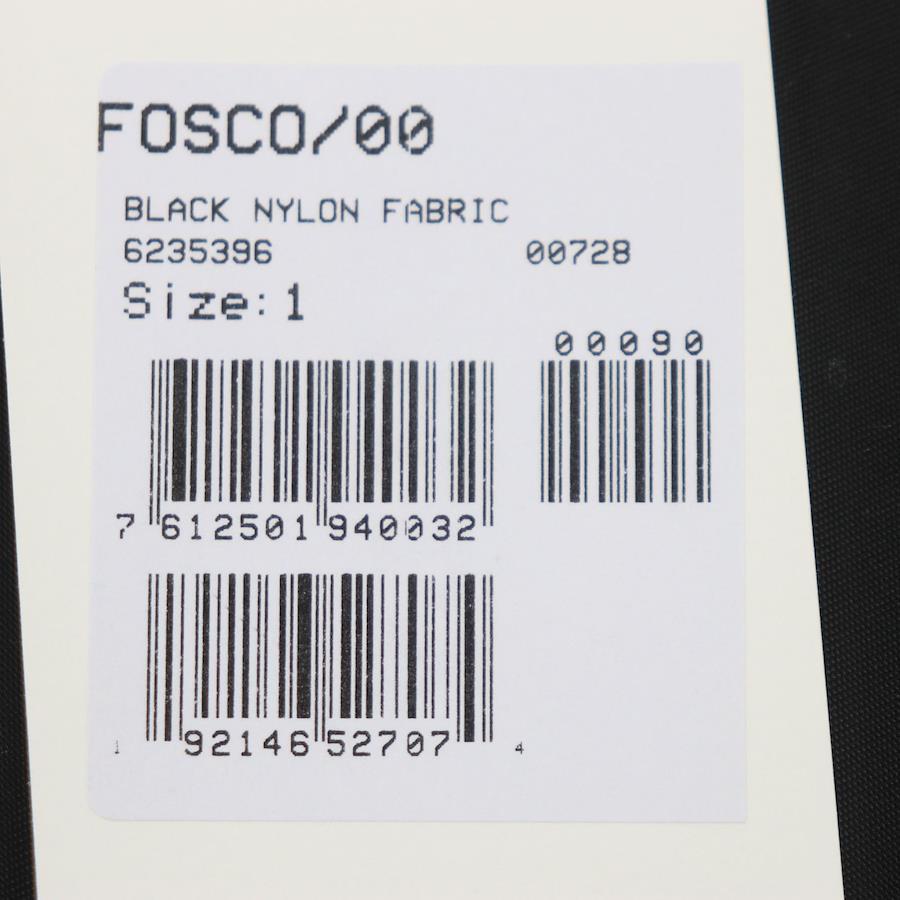 FOSCO/00
BLACK NYLON FABRIC
6235396 00728
Size:1
00090
7 612501 940032
1 92146 52707 4